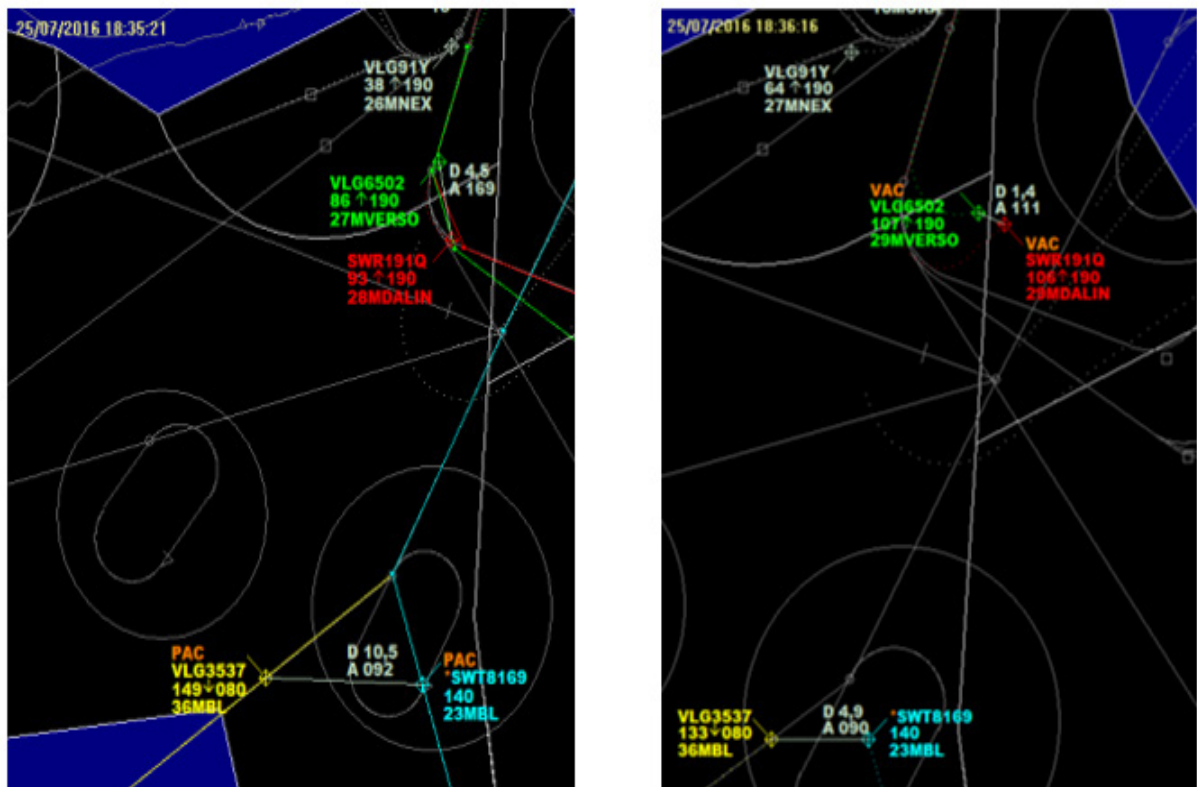 25/07/2016 18:35:21
VLG91Y
38↑190
26MNEX
VLG6502
86↑190
27MVERSO
D 4,5
A 169
SWR191Q
93↑190
28MDALIN
PAC
VLG3537
149↓080
36MBL
D 10,5
A 092
PAC
*SWT8169
140
23MBL
25/07/2016 18:36:16
VLG91Y
64↑190
27MNEX
VAC
VLG6502
107↑190
29MVERSO
D 1,4
A 111
VAC
SWR191Q
106↑190
29MDALIN
VLG3537
133↓080
36MBL
D 4,9
A 090
*SWT8169
140
23MBL